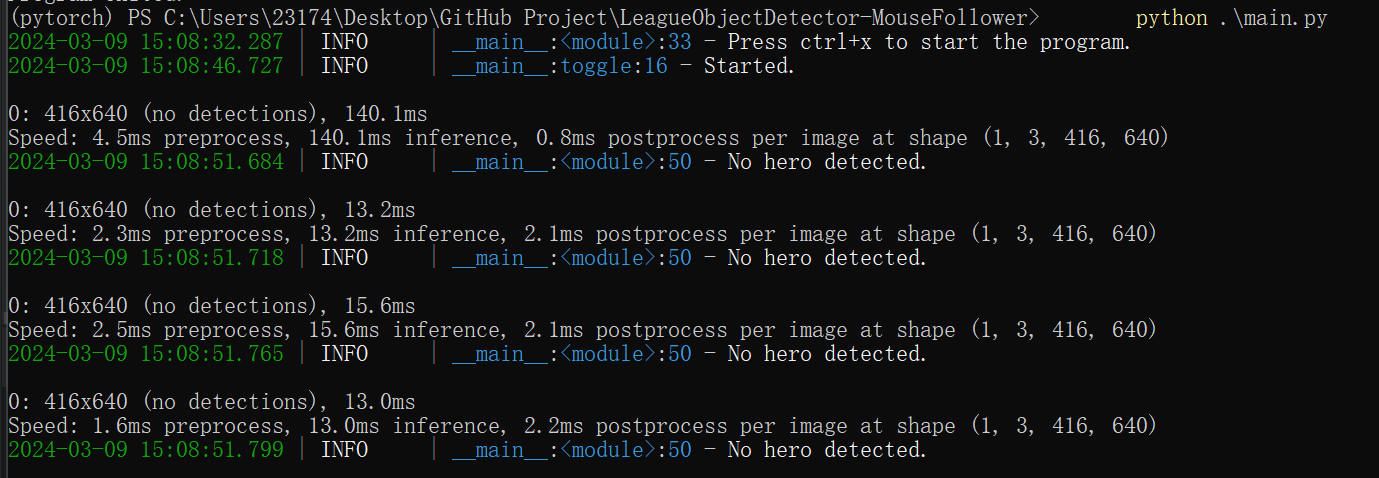 (pytorch) PS C:\Users\23174\Desktop\GitHub Project\LeagueObjectDetector-MouseFollower> python .\main.py
2024-03-09 15:08:32.287 | INFO | __main__:<module>:33 - Press ctrl+x to start the program.
2024-03-09 15:08:46.727 | INFO | __main__:toggle:16 - Started.
0: 416x640 (no detections), 140.1ms
Speed: 4.5ms preprocess, 140.1ms inference, 0.8ms postprocess per image at shape (1, 3, 416, 640)
2024-03-09 15:08:51.684 | INFO | __main__:<module>:50 - No hero detected.
0: 416x640 (no detections), 13.2ms
Speed: 2.3ms preprocess, 13.2ms inference, 2.1ms postprocess per image at shape (1, 3, 416, 640)
2024-03-09 15:08:51.718 | INFO | __main__:<module>:50 - No hero detected.
0: 416x640 (no detections), 15.6ms
Speed: 2.5ms preprocess, 15.6ms inference, 2.1ms postprocess per image at shape (1, 3, 416, 640)
2024-03-09 15:08:51.765 | INFO | __main__:<module>:50 - No hero detected.
0: 416x640 (no detections), 13.0ms
Speed: 1.6ms preprocess, 13.0ms inference, 2.2ms postprocess per image at shape (1, 3, 416, 640)
2024-03-09 15:08:51.799 | INFO | __main__:<module>:50 - No hero detected.